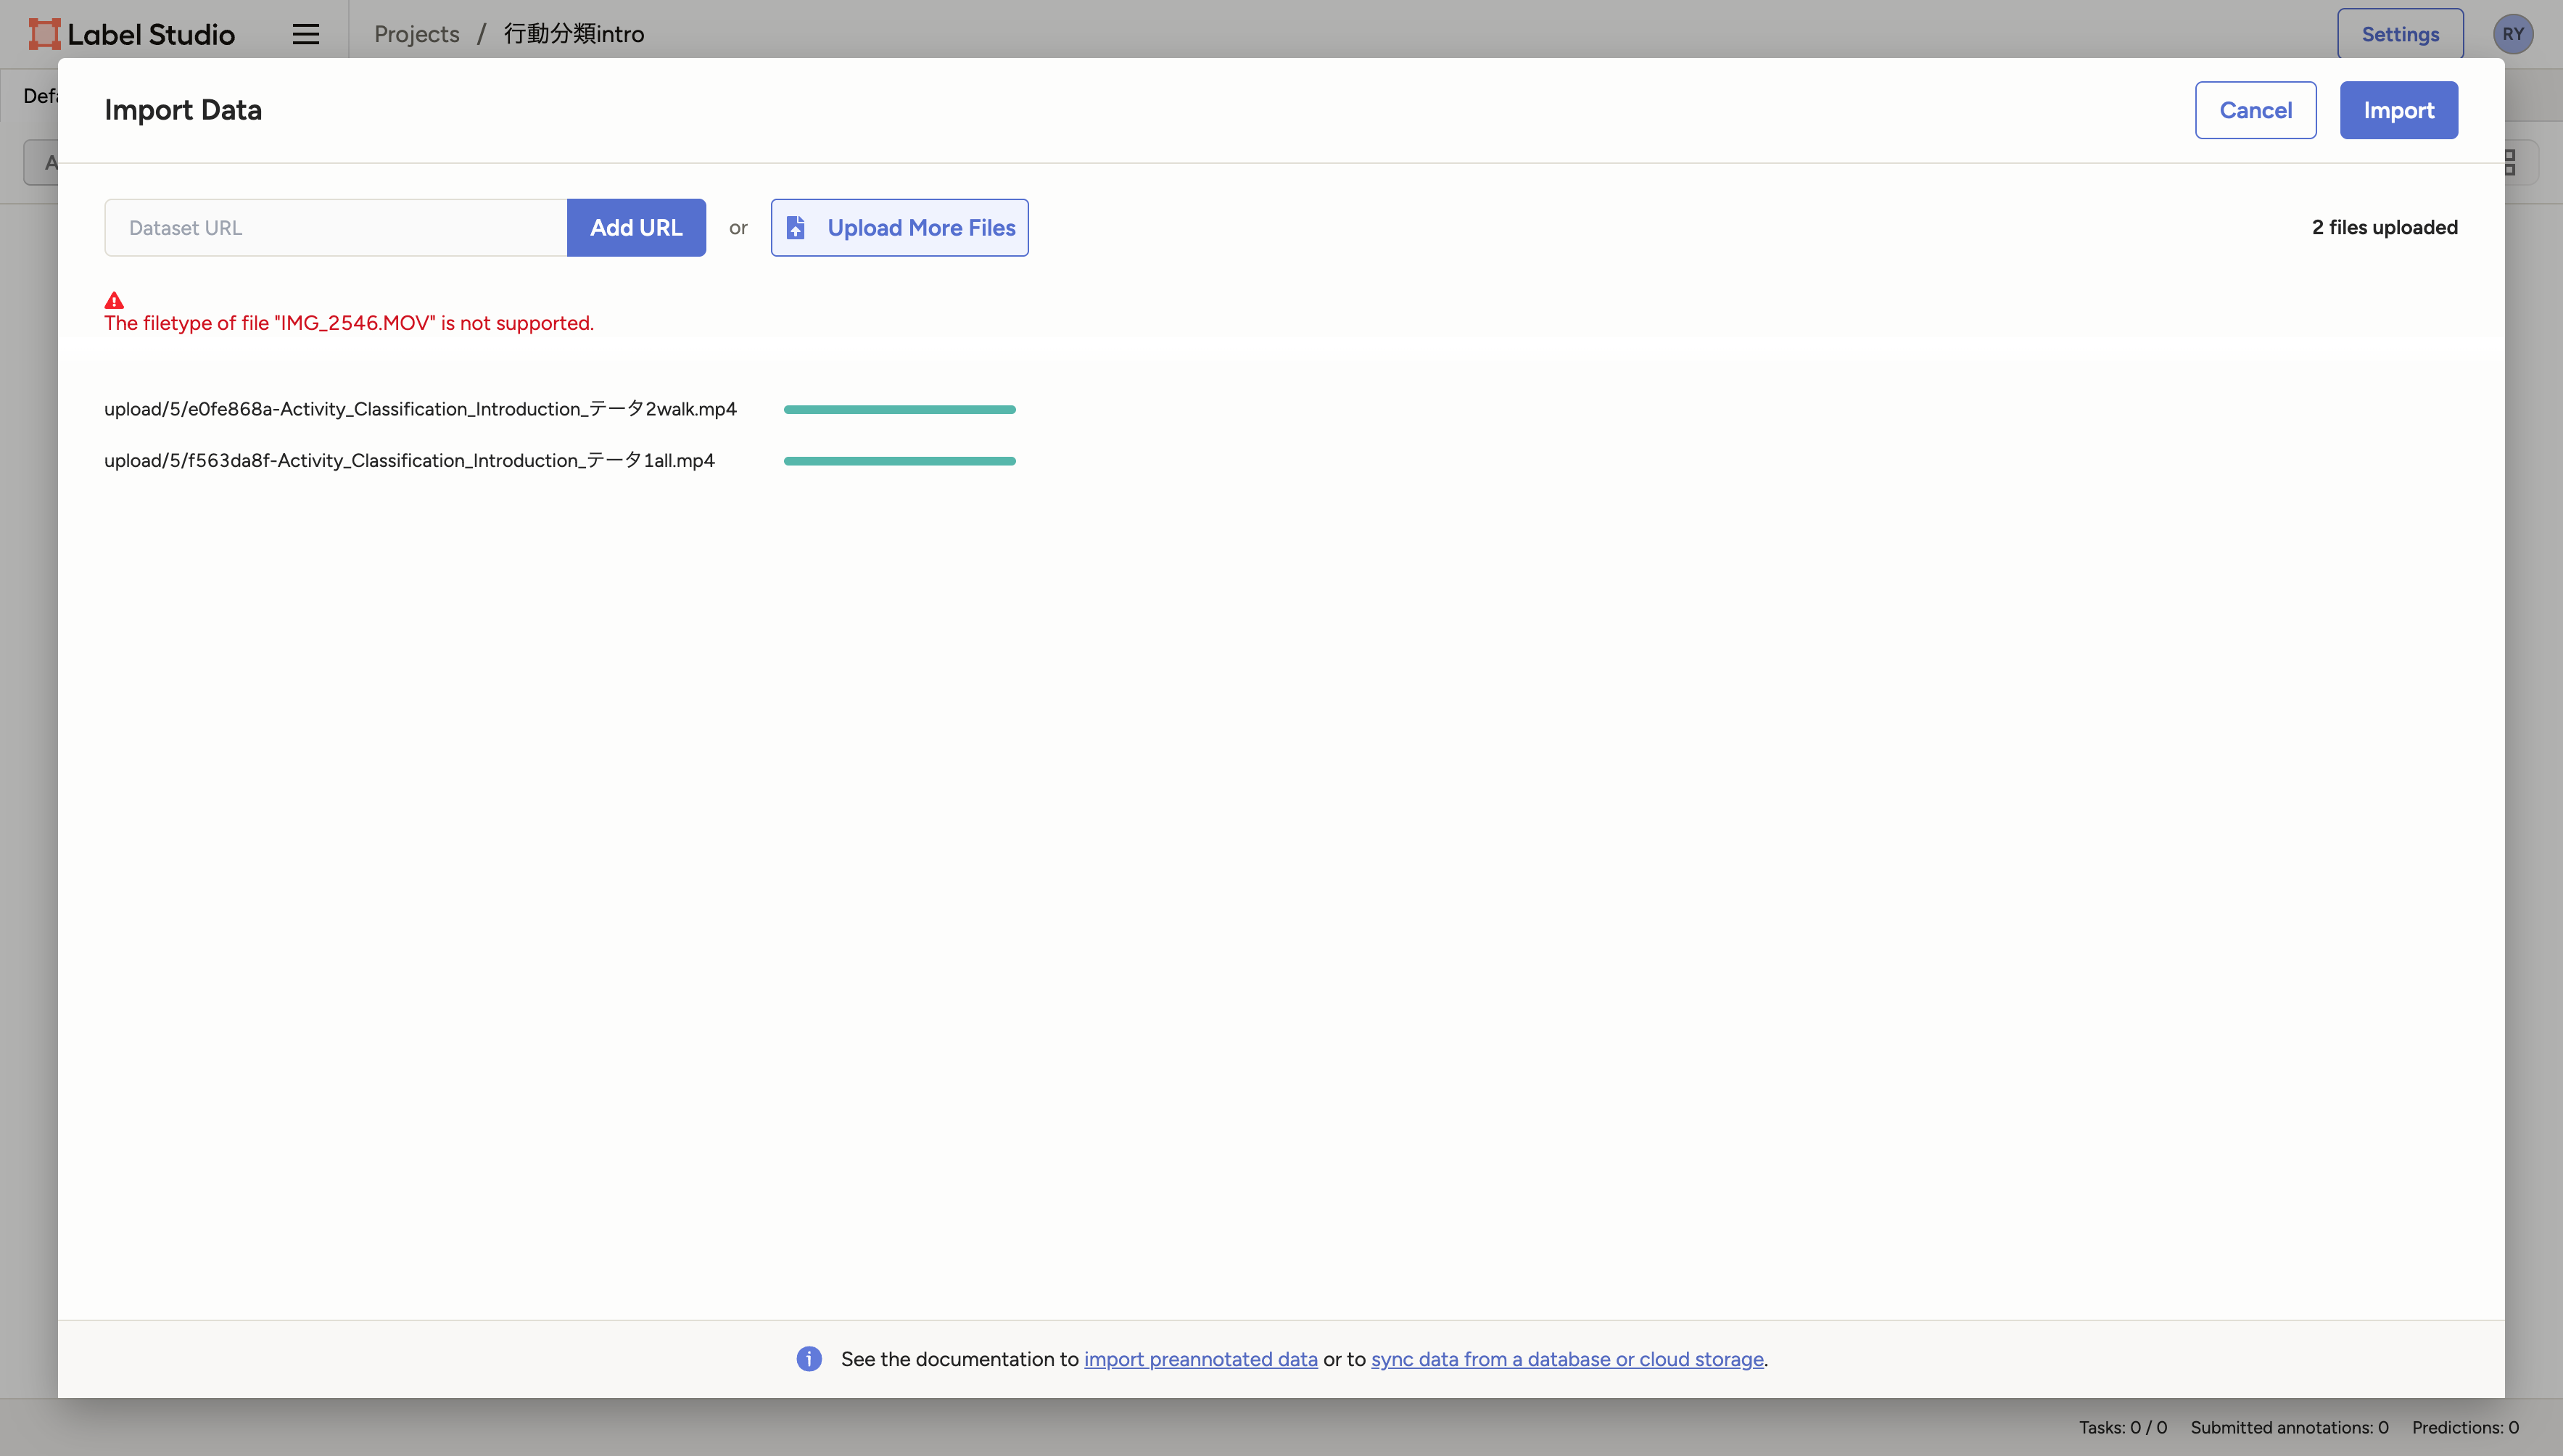 Label Studio
Projects / 行動分類intro
Settings
RY
Import Data
Cancel
Import
Dataset URL
Add URL
or
Upload More Files
2 files uploaded
The filetype of file "IMG_2546.MOV" is not supported.
upload/5/e0fe868a-Activity_Classification_Introduction_データ2walk.mp4
upload/5/f563da8f-Activity_Classification_Introduction_データ1all.mp4
See the documentation to import preannotated data or to sync data from a database or cloud storage.
Tasks: 0 / 0
Submitted annotations: 0
Predictions: 0